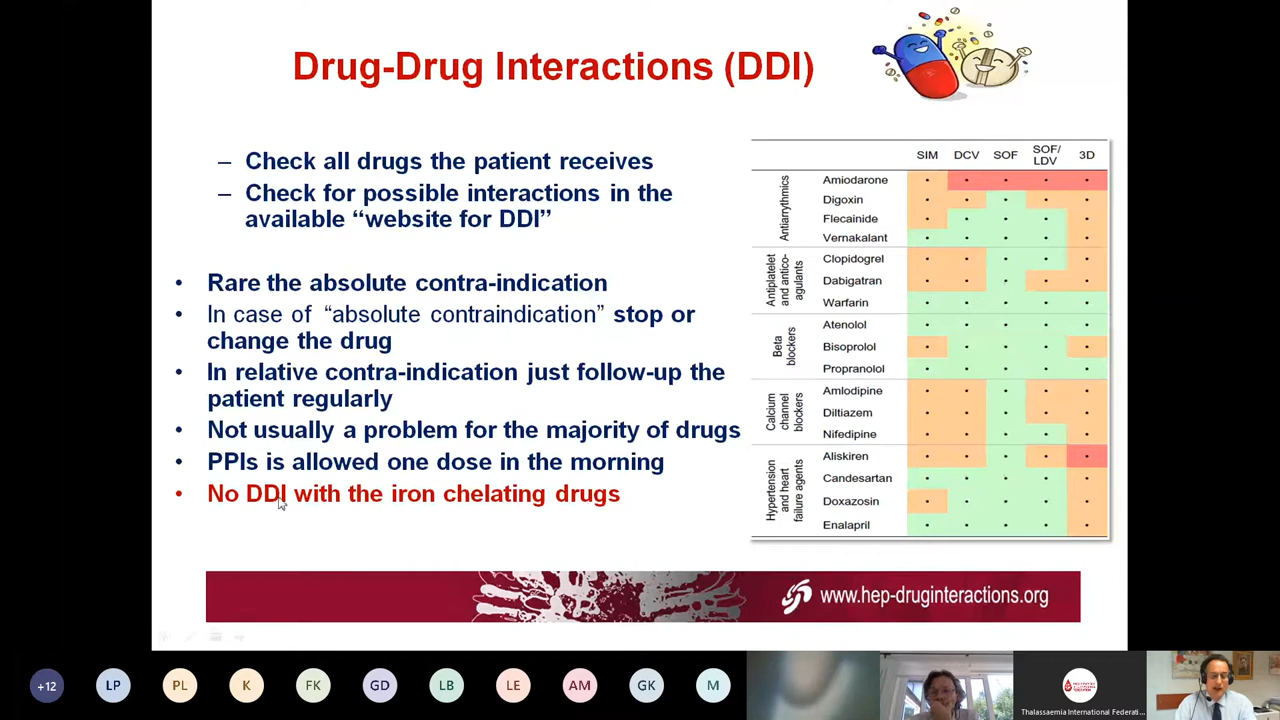 Drug-Drug Interactions (DDI)
– Check all drugs the patient receives
– Check for possible interactions in the
available “website for DDI”
• Rare the absolute contra-indication
• In case of “absolute contraindication” stop or
change the drug
• In relative contra-indication just follow-up the
patient regularly
• Not usually a problem for the majority of drugs
• PPIs is allowed one dose in the morning
• No DDI with the iron chelating drugs
SIM DCV SOF SOF/ LDV 3D
Antiarrhythmics
Amiodarone
Digoxin
Flecainide
Vernakalant
Antiplatelet and antico-agulants
Clopidogrel
Dabigatran
Warfarin
Beta blockers
Atenolol
Bisoprolol
Propranolol
Calcium channel blockers
Amlodipine
Diltiazem
Nifedipine
Hypertension and heart failure agents
Aliskiren
Candesartan
Doxazosin
Enalapril
www.hep-druginteractions.org
+12 LP PL K FK GD LB LE AM GK M
Thalassaemia International Federati...